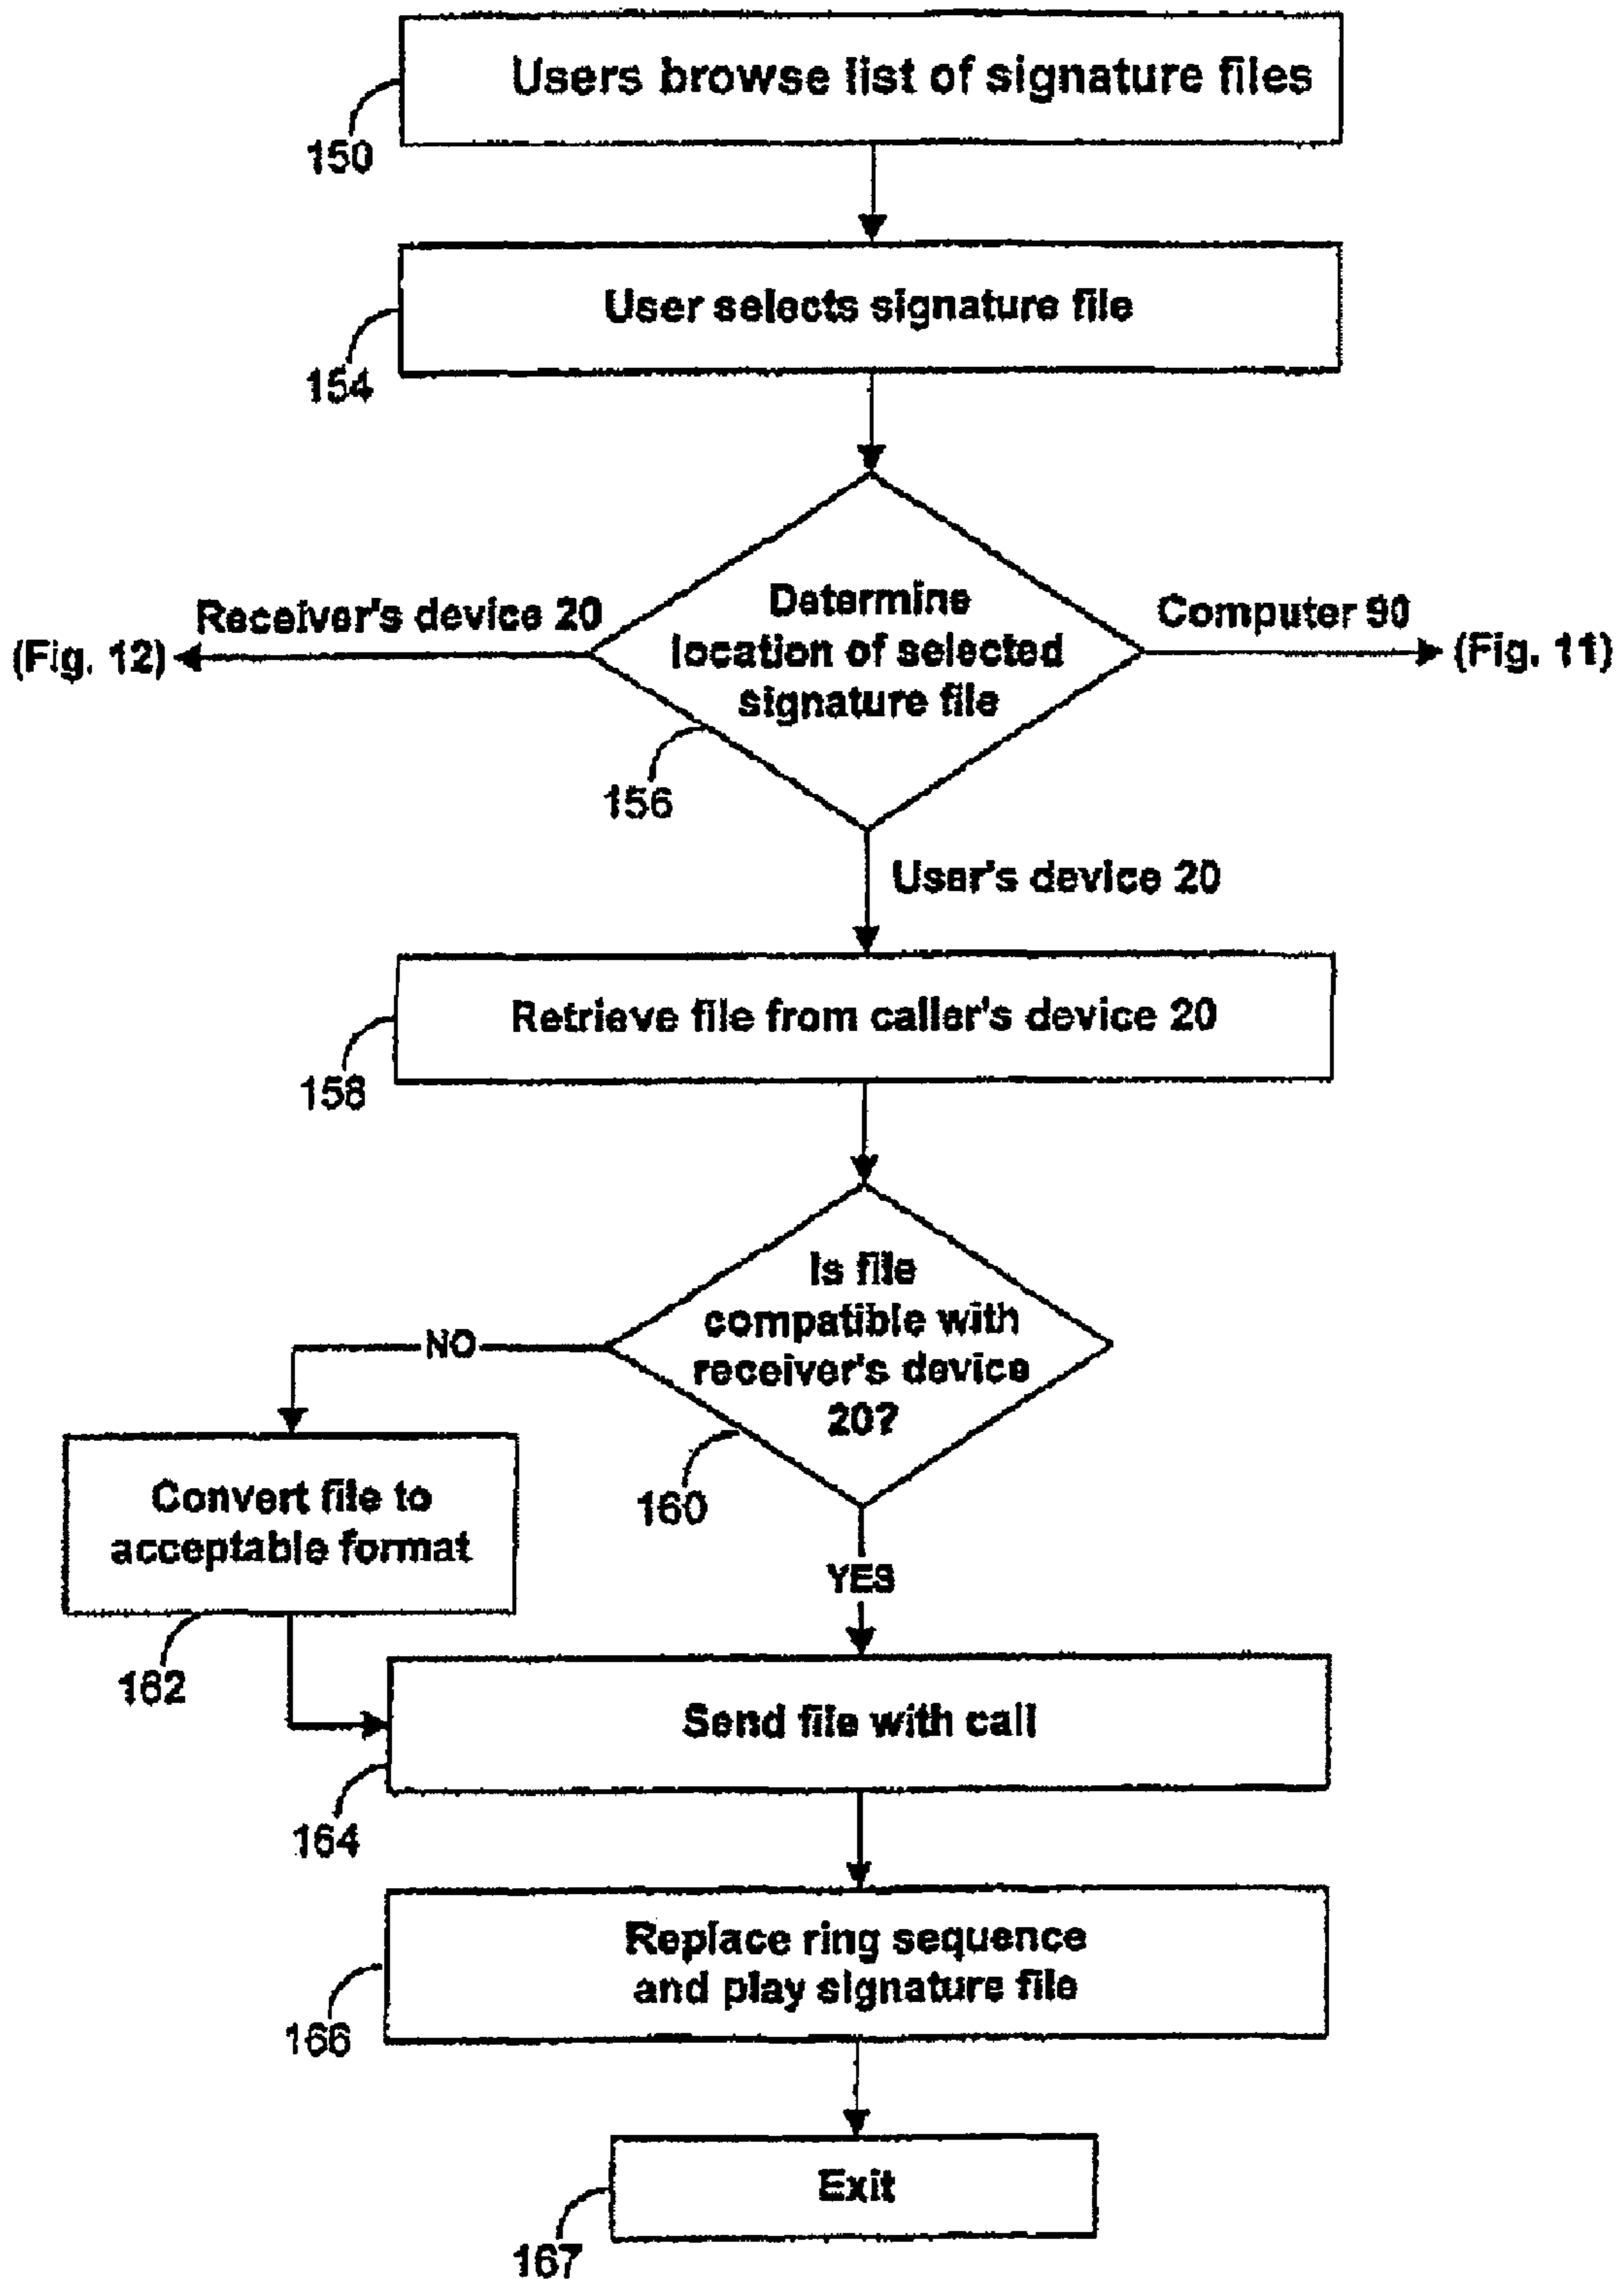 Users browse list of signature files
150
User selects signature file
154
Determine
location of selected
signature file
Receiver's device 20
(Fig. 12)
Computer 90
(Fig. 11)
156
User's device 20
Retrieve file from caller's device 20
158
Is file
compatible with
receiver's device
20?
NO
160
Convert file to
acceptable format
YES
162
Send file with call
164
Replace ring sequence
and play signature file
166
Exit
167